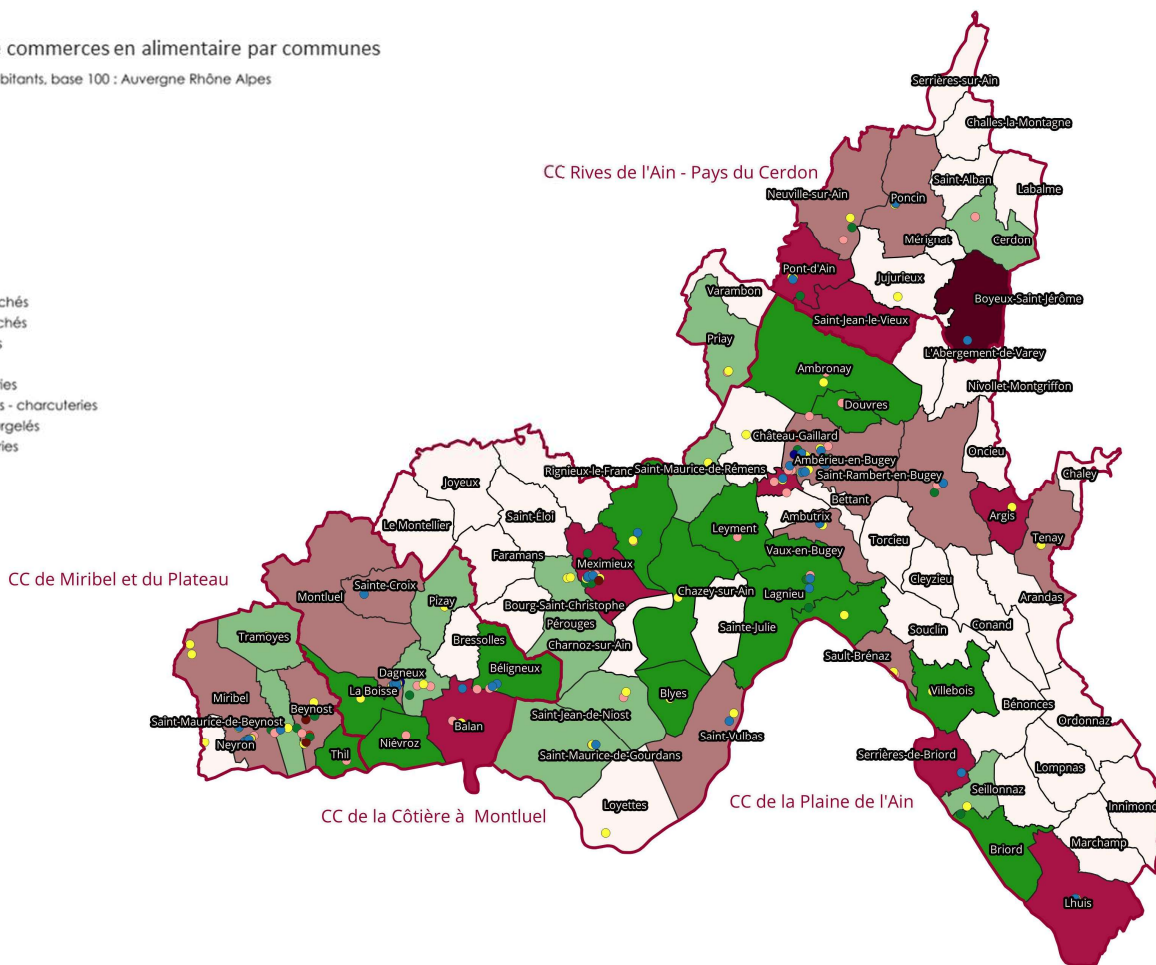 commerces en alimentaire par communes
bitants, base 100 : Auvergne Rhône Alpes
chés
chés
s
ies
s - charcuteries
rgelés
ies
Serrières-sur-Ain
Challes-la-Montagne
CC Rives de l'Ain - Pays du Cerdon
Saint-Alban
Labalme
Neuville-sur-Ain
Poncin
Mérignat
Cerdon
Pont-d'Ain
Jujurieux
Varambon
Boyeux-Saint-Jérôme
Saint-Jean-le-Vieux
Priay
L'Abergement-de-Varey
Ambronay
Nivollet-Montgriffon
Douvres
Château-Gaillard
Oncieu
Ambérieu-en-Bugey
Rignieux-le-Franc
Saint-Maurice-de-Rémens
Saint-Rambert-en-Bugey
Chaley
Joyeux
Bettant
Saint-Éloi
Ambutrix
Argis
Le Montellier
Leyment
Tenay
Torcieu
Faramans
Vaux-en-Bugey
Meximieux
CC de Miribel et du Plateau
Sainte-Croix
Cleyzieu
Chazey-sur-Ain
Lagnieu
Montluel
Pizay
Arandas
Bourg-Saint-Christophe
Pérouges
Sainte-Julie
Conand
Souclin
Tramoyes
Bressolles
Charnoz-sur-Ain
Sault-Brénaz
Béligneux
Dagneux
La Boisse
Villebois
Blyes
Miribel
Bénonces
Beynost
Saint-Jean-de-Niost
Ordonnaz
Saint-Maurice-de-Beynost
Balan
Saint-Vulbas
Neyron
Niévroz
Thil
Saint-Maurice-de-Gourdans
Serrières-de-Briord
Lompnas
Seillonnaz
CC de la Plaine de l'Ain
Loyettes
Innimond
CC de la Côtière à Montluel
Marchamp
Briord
Lhuis